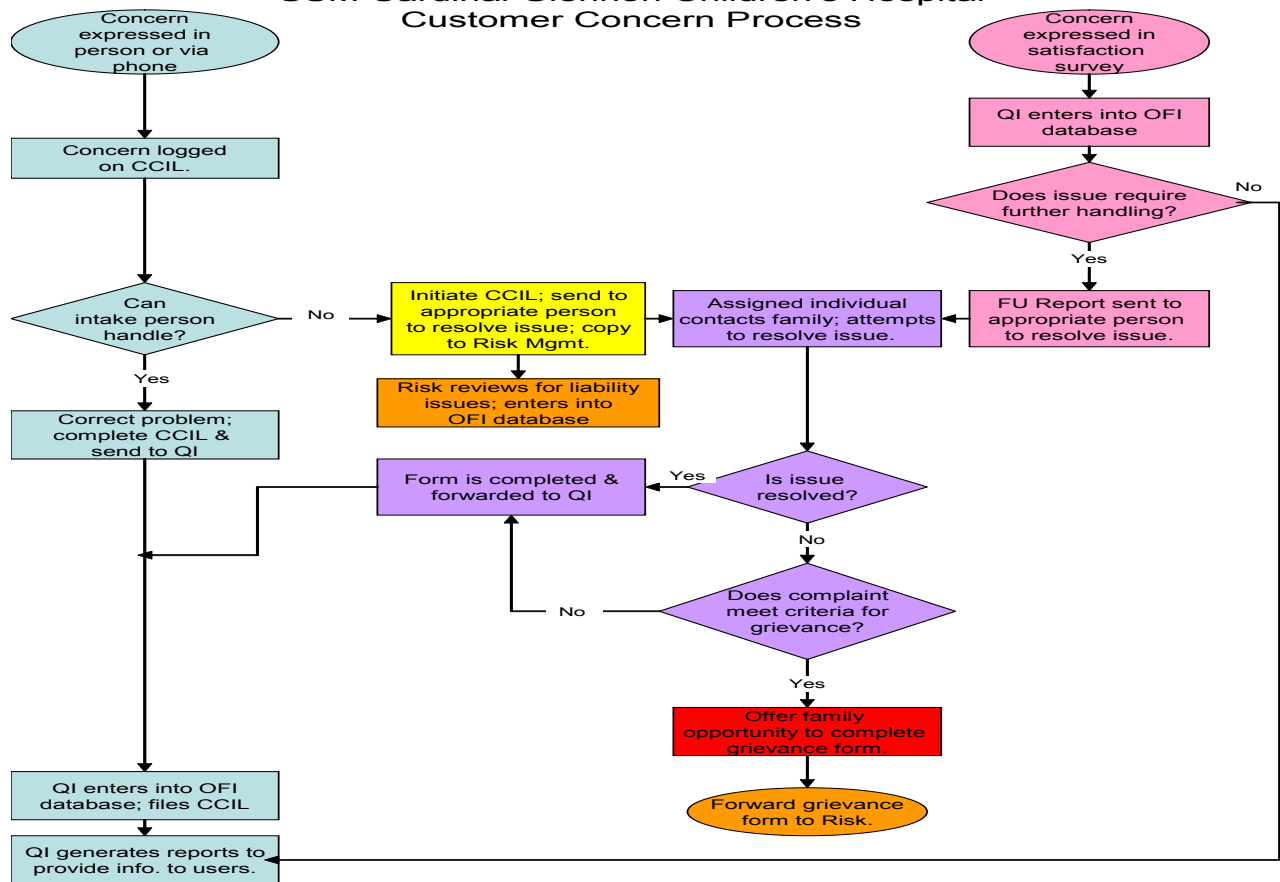 Customer Concern Process
Concern
expressed in
person or via
phone
Concern
expressed in
satisfaction
survey
QI enters into OFI
database
Concern logged
on CCIL.
Does issue require
further handling?
No
Yes
Can
intake person
handle?
No
Initiate CCIL; send to
appropriate person
to resolve issue; copy
to Risk Mgmt.
Assigned individual
contacts family; attempts
to resolve issue.
FU Report sent to
appropriate person
to resolve issue.
Yes
Risk reviews for liability
issues; enters into
OFI database
Correct problem;
complete CCIL &
send to QI
Form is completed &
forwarded to QI
Yes
Is issue
resolved?
No
Does complaint
meet criteria for
grievance?
No
Yes
Offer family
opportunity to complete
grievance form.
QI enters into OFI
database; files CCIL
Forward grievance
form to Risk.
QI generates reports to
provide info. to users.